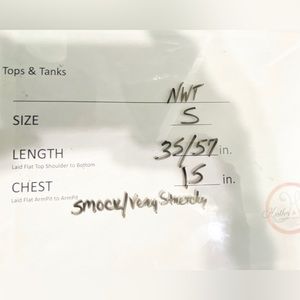 Tops & Tanks
NWT
SIZE S
LENGTH 35/57 in.
Laid Flat Top Shoulder to Bottom
CHEST 15 in.
Laid Flat ArmPit to ArmPit
Smock/Very Stretchy